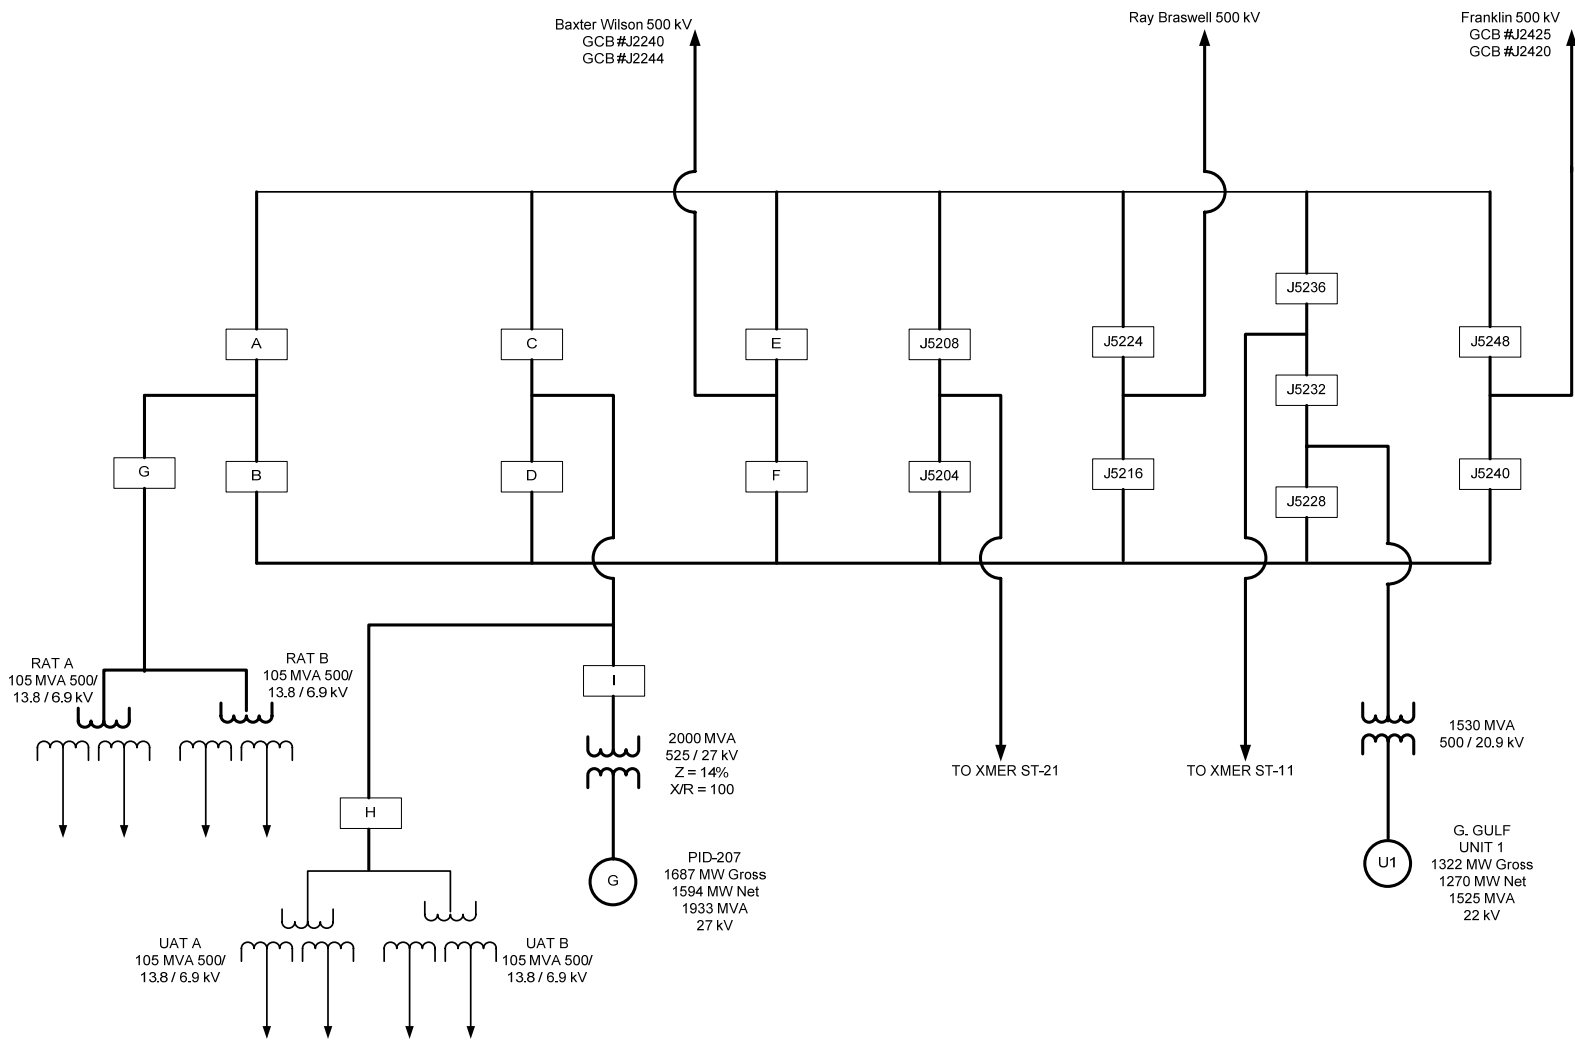 Baxter Wilson 500 kV
GCB #J2240
GCB #J2244
Ray Braswell 500 kV
Franklin 500 kV
GCB #J2425
GCB #J2420
J5236
A
C
E
J5208
J5224
J5248
J5232
G
B
D
F
J5204
J5216
J5240
J5228
RAT A
105 MVA 500/
13.8 / 6.9 kV
RAT B
105 MVA 500/
13.8 / 6.9 kV
I
2000 MVA
525 / 27 kV
Z = 14%
X/R = 100
TO XMER ST-21
TO XMER ST-11
1530 MVA
500 / 20.9 kV
H
G
PID-207
1687 MW Gross
1594 MW Net
1933 MVA
27 kV
U1
G. GULF
UNIT 1
1322 MW Gross
1270 MW Net
1525 MVA
22 kV
UAT A
105 MVA 500/
13.8 / 6.9 kV
UAT B
105 MVA 500/
13.8 / 6.9 kV